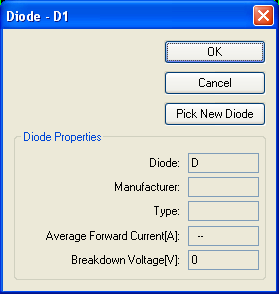 Diode - D1
OK
Cancel
Pick New Diode
Diode Properties
Diode: D
Manufacturer:
Type:
Average Forward Current[A]: --
Breakdown Voltage[V]: 0